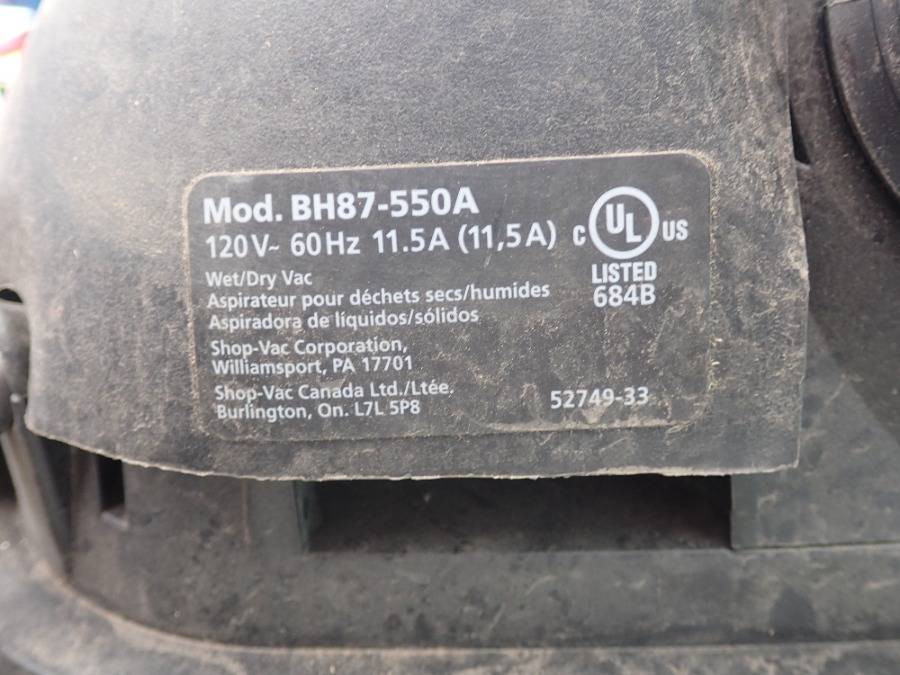 Mod. BH87-550A
120V~ 60Hz 11.5A (11,5A)
C UL US
LISTED
684B
Wet/Dry Vac
Aspirateur pour déchets secs/humides
Aspiradora de líquidos/sólidos
Shop-Vac Corporation,
Williamsport, PA 17701
Shop-Vac Canada Ltd./Ltée.
Burlington, On. L7L 5P8
52749-33